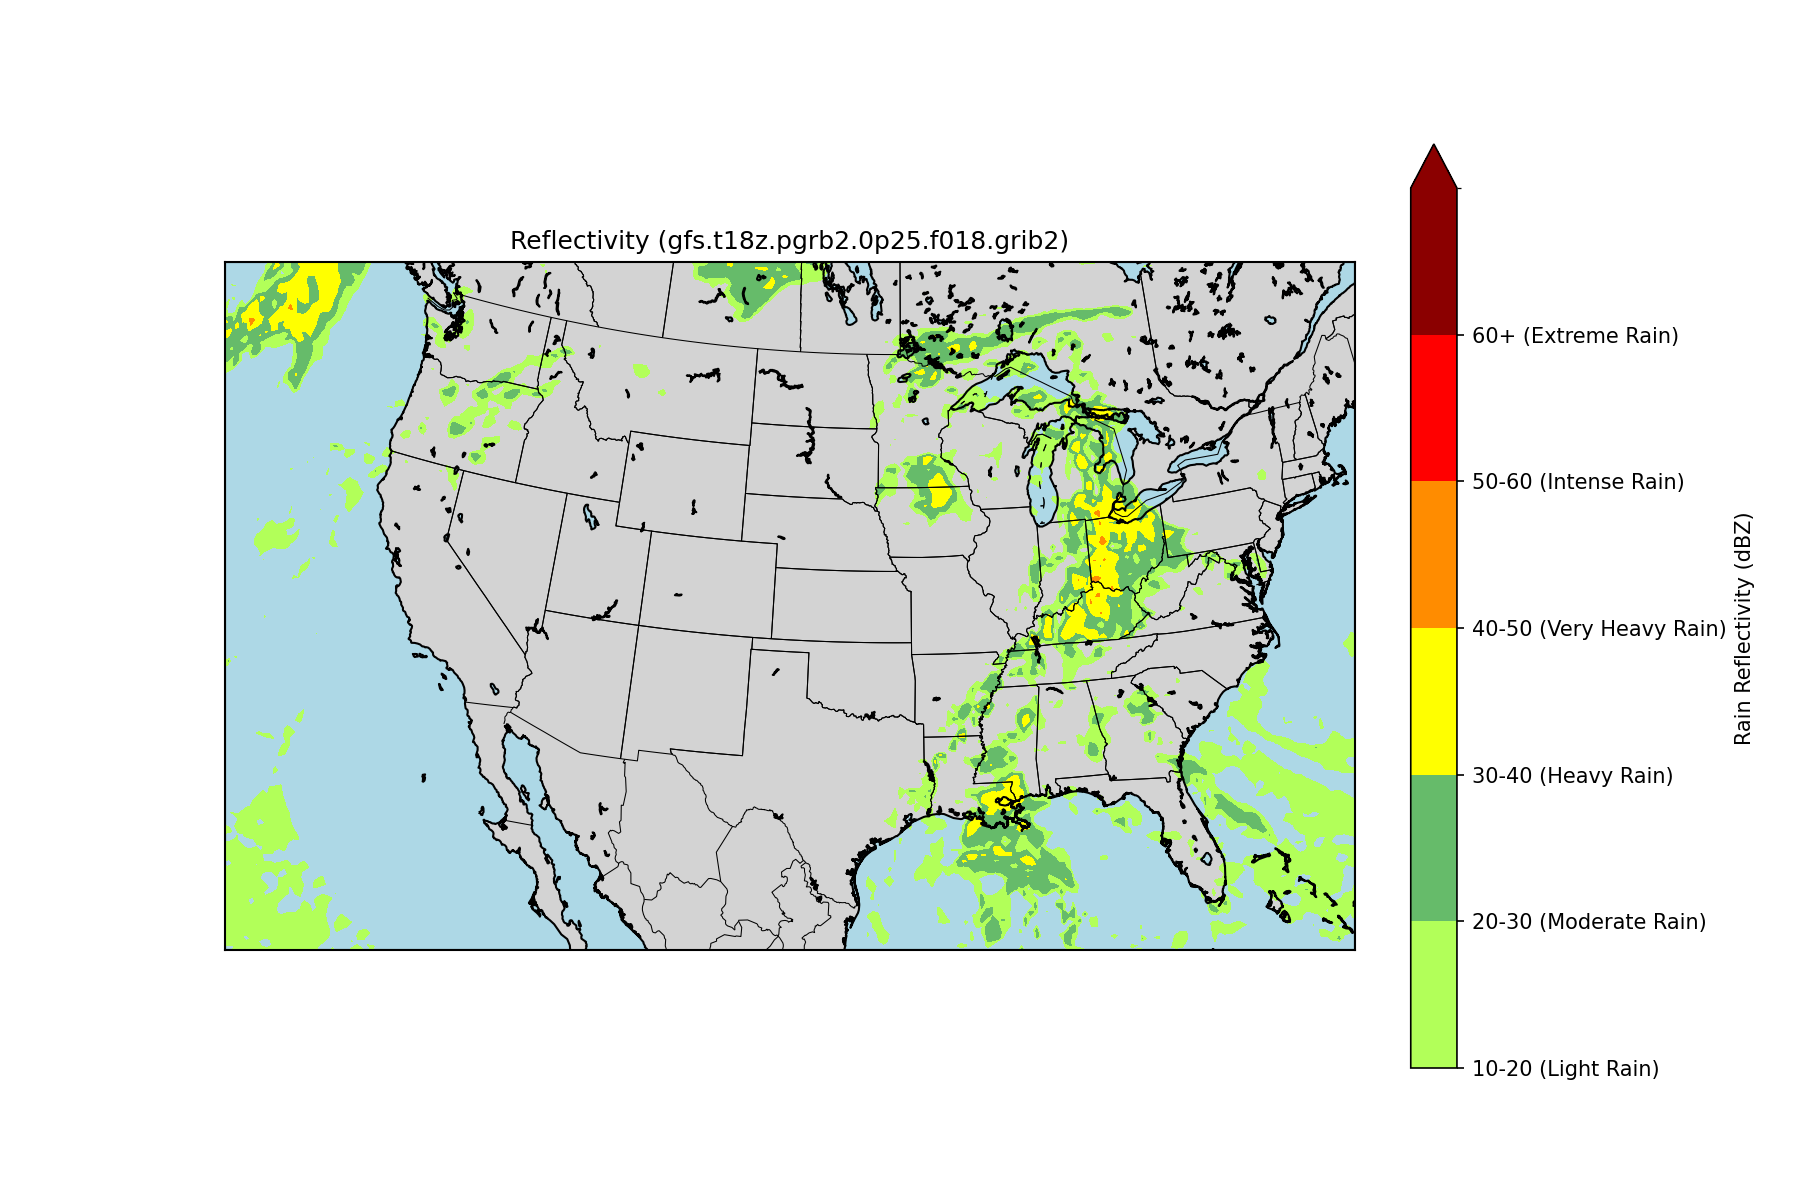 Reflectivity (gfs.t18z.pgrb2.0p25.f018.grib2)
60+ (Extreme Rain)
50-60 (Intense Rain)
40-50 (Very Heavy Rain)
30-40 (Heavy Rain)
20-30 (Moderate Rain)
10-20 (Light Rain)
Rain Reflectivity (dBZ)